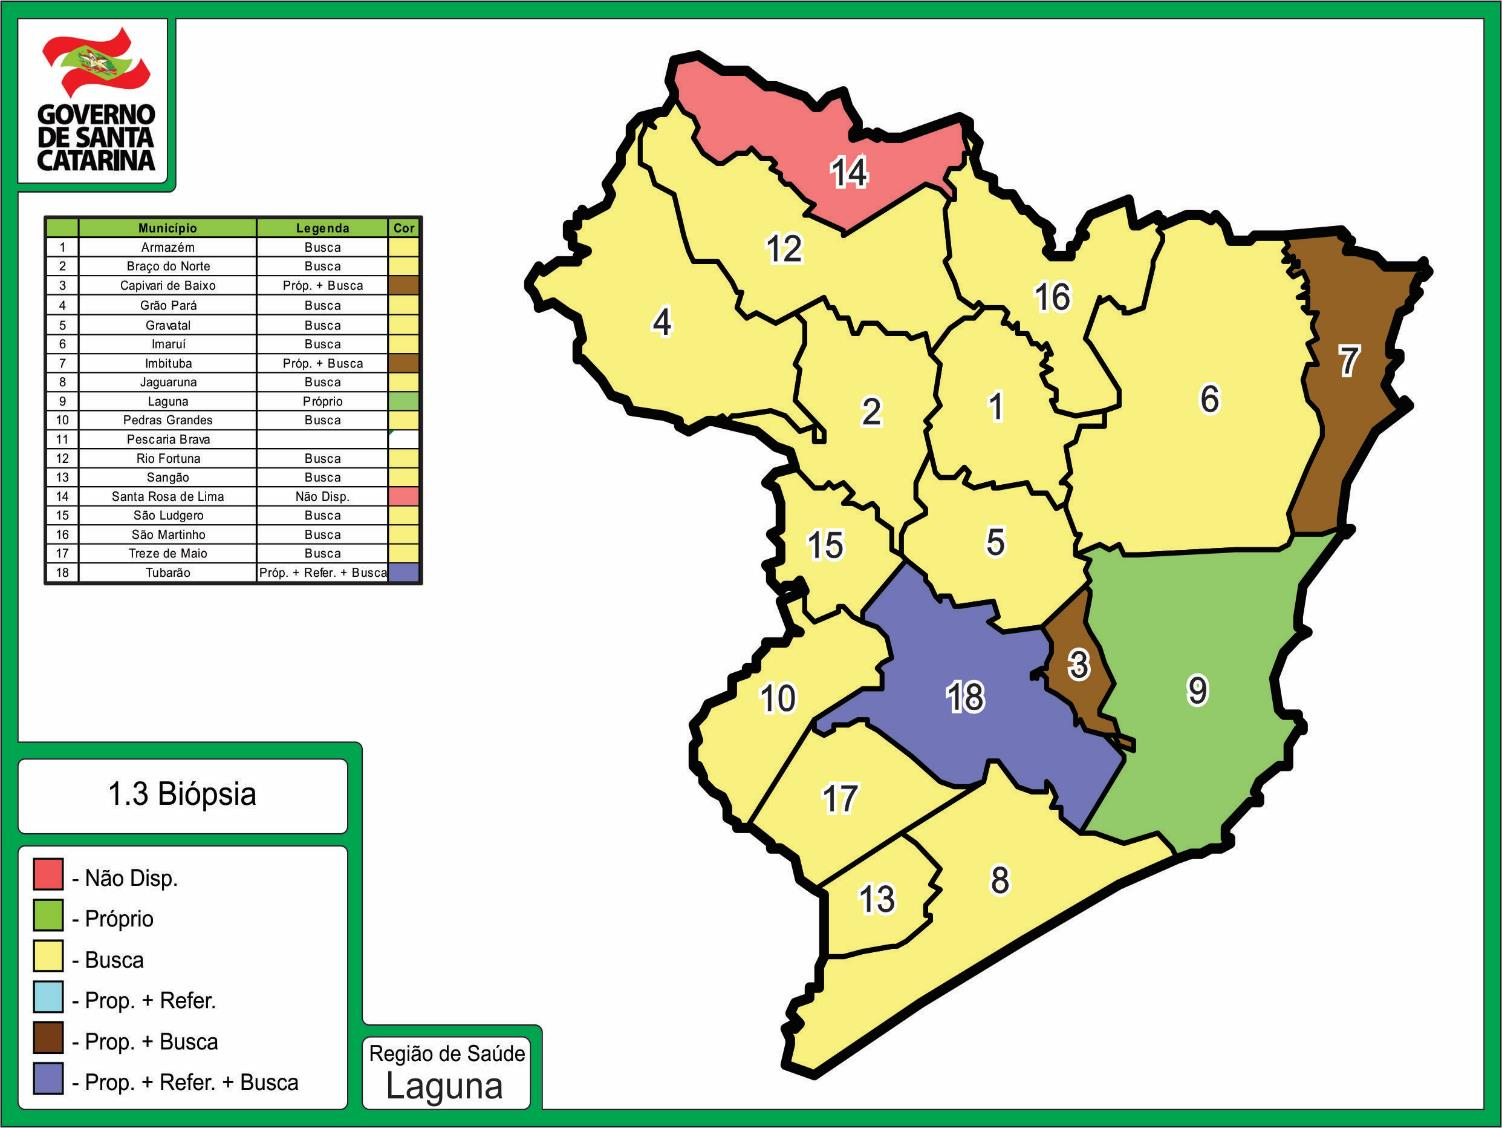 GOVERNO
DE SANTA
CATARINA
Município Legenda Cor
1 Armazém Busca
2 Braço do Norte Busca
3 Capivari de Baixo Próp. + Busca
4 Grão Pará Busca
5 Gravatal Busca
6 Imaruí Busca
7 Imbituba Próp. + Busca
8 Jaguaruna Busca
9 Laguna Próprio
10 Pedras Grandes Busca
11 Pescaria Brava
12 Rio Fortuna Busca
13 Sangão Busca
14 Santa Rosa de Lima Não Disp.
15 São Ludgero Busca
16 São Martinho Busca
17 Treze de Maio Busca
18 Tubarão Próp. + Refer. + Busca
14
12
16
4
7
6
2
1
15
5
3
10
18
9
17
8
13
1.3 Biópsia
- Não Disp.
- Próprio
- Busca
- Prop. + Refer.
- Prop. + Busca
- Prop. + Refer. + Busca
Região de Saúde
Laguna